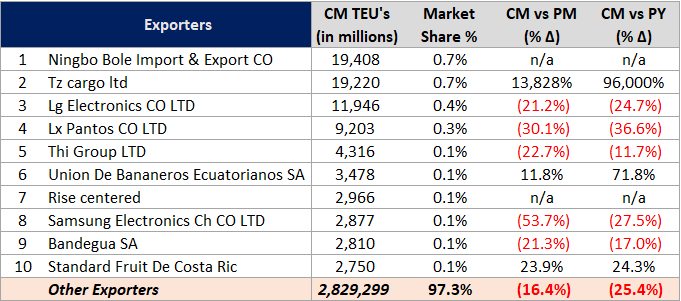 Exporters CM TEU's (in millions) Market Share % CM vs PM (% Δ) CM vs PY (% Δ)
1 Ningbo Bole Import & Export CO 19,408 0.7% n/a n/a
2 Tz cargo ltd 19,220 0.7% 13,828% 96,000%
3 Lg Electronics CO LTD 11,946 0.4% (21.2%) (24.7%)
4 Lx Pantos CO LTD 9,203 0.3% (30.1%) (36.6%)
5 Thi Group LTD 4,316 0.1% (22.7%) (11.7%)
6 Union De Bananeros Ecuatorianos SA 3,478 0.1% 11.8% 71.8%
7 Rise centered 2,966 0.1% n/a n/a
8 Samsung Electronics Ch CO LTD 2,877 0.1% (53.7%) (27.5%)
9 Bandegua SA 2,810 0.1% (21.3%) (17.0%)
10 Standard Fruit De Costa Ric 2,750 0.1% 23.9% 24.3%
Other Exporters 2,829,299 97.3% (16.4%) (25.4%)